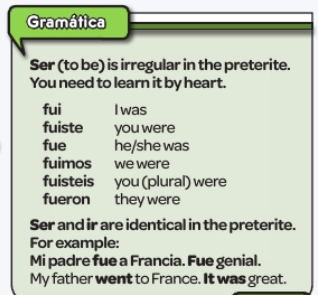 Gramática
Ser (to be) is irregular in the preterite.
You need to learn it by heart.
fui I was
fuiste you were
fue he/she was
fuimos we were
fuisteis you (plural) were
fueron they were
Ser and ir are identical in the preterite.
For example:
Mi padre fue a Francia. Fue genial.
My father went to France. It was great.